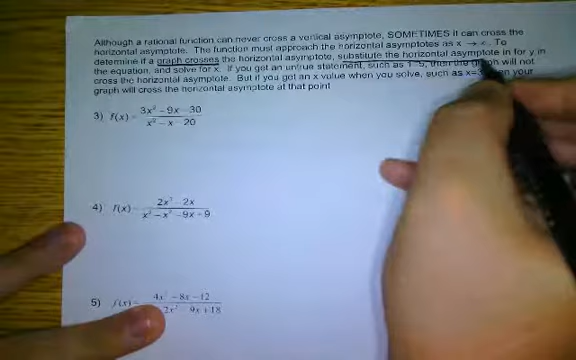 Although a rational function can never cross a vertical asymptote, SOMETIMES it can cross the
horizontal asymptote. The function must approach the horizontal asymptotes as x → To
determine if a graph crosses the horizontal asymptote, substitute the horizontal asymptote in for y in
the equation, and solve for x. If you get an untrue statement, such as 1=5, then the graph will not
cross the horizontal asymptote. But if you get an x value when you solve, such as x=3, your
graph will cross the horizontal asymptote at that point
3) f(x) = 3x² - 9x - 30
x² - x - 20
4) f(x) = 2x² - 2x
x³ - x² - 9x + 9
5) f(x) = 4x² - 8x - 12
2x² 9x + 18